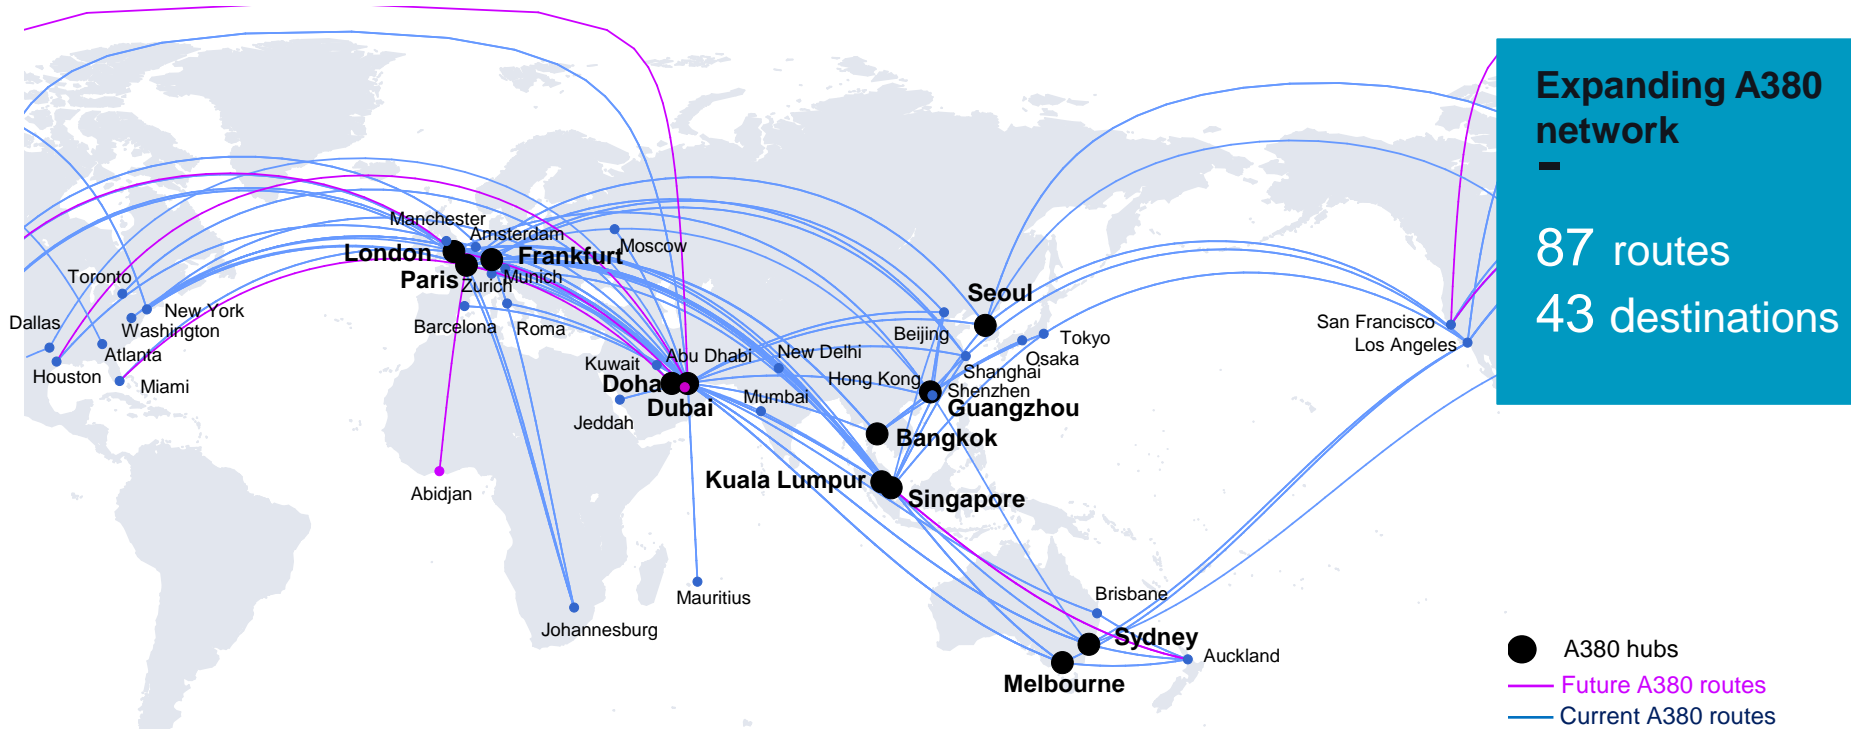 Expanding A380
network
87 routes
43 destinations
Manchester
Amsterdam
Moscow
London
Frankfurt
Paris
Zurich
Munich
Toronto
New York
Washington
Dallas
Atlanta
Houston
Miami
Barcelona
Roma
Kuwait
Abu Dhabi
New Delhi
Doha
Dubai
Mumbai
Jeddah
Seoul
Beijing
Tokyo
Osaka
Shanghai
Hong Kong
Shenzhen
Guangzhou
Bangkok
Kuala Lumpur
Singapore
San Francisco
Los Angeles
Abidjan
Mauritius
Johannesburg
Brisbane
Sydney
Auckland
Melbourne
A380 hubs
Future A380 routes
Current A380 routes